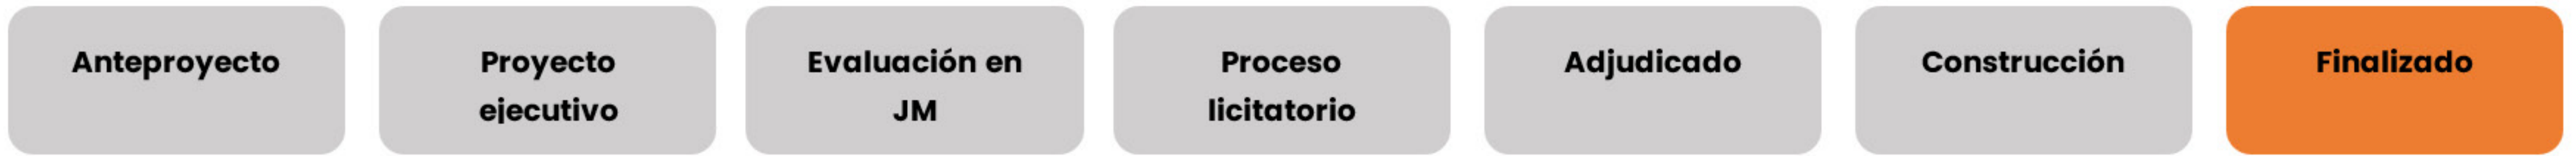 Anteproyecto
Proyecto
ejecutivo
Evaluación en
JM
Proceso
licitatorio
Adjudicado
Construcción
Finalizado